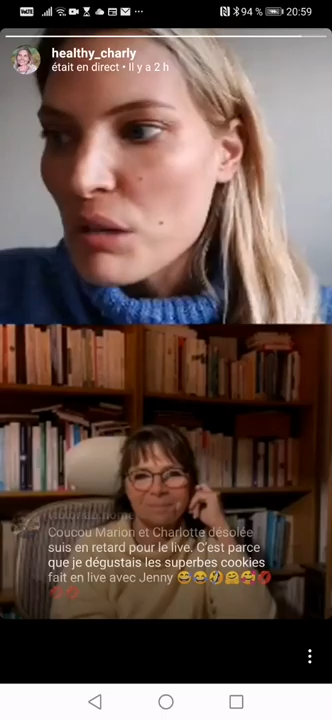 94 % 20:59
healthy_charly
était en direct • Il y a 2 h
Coucou Marion et Charlotte désolée
suis en retard pour le live. C'est parce
que je dégustais les superbes cookies
fait en live avec Jenny